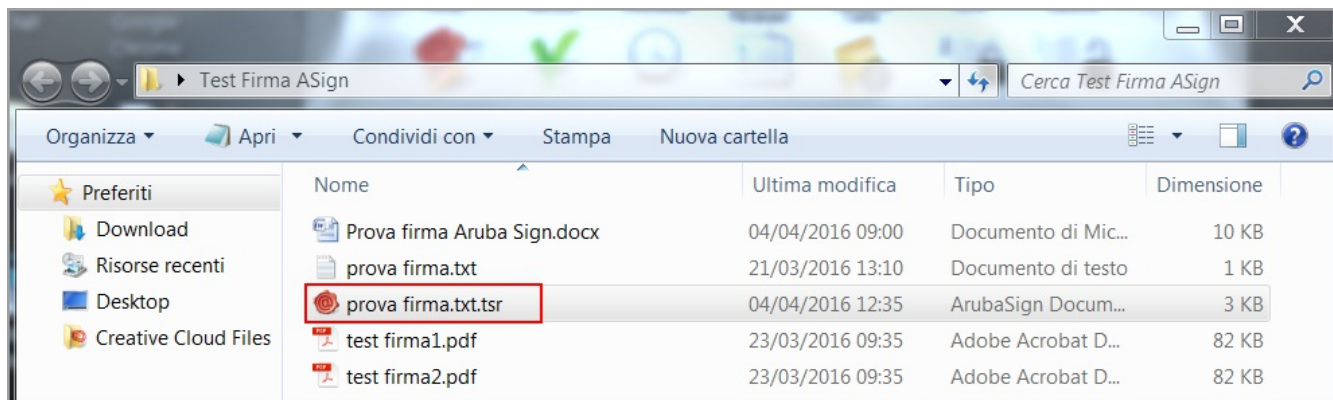 Test Firma ASign
Cerca Test Firma ASign
Organizza Apri Condividi con Stampa Nuova cartella
Preferiti
Download
Risorse recenti
Desktop
Creative Cloud Files
Nome Ultima modifica Tipo Dimensione
Prova firma Aruba Sign.docx 04/04/2016 09:00 Documento di Mic... 10 KB
prova firma.txt 21/03/2016 13:10 Documento di testo 1 KB
prova firma.txt.tsr 04/04/2016 12:35 ArubaSign Docum... 3 KB
test firma1.pdf 23/03/2016 09:35 Adobe Acrobat D... 82 KB
test firma2.pdf 23/03/2016 09:35 Adobe Acrobat D... 82 KB